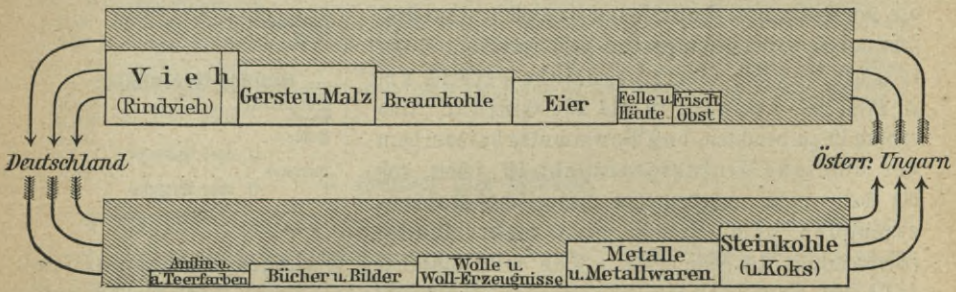 Vieh
(Rindvieh)
Gerste u. Malz
Braunkohle
Eier
Felle u.
Häute
Frisch.
Obst
Deutschland
Österr. Ungarn
Anilin u.
a. Teerfarben
Bücher u. Bilder
Wolle u.
Woll-Erzeugnisse
Metalle
u. Metallwaren
Steinkohle
(u. Koks)